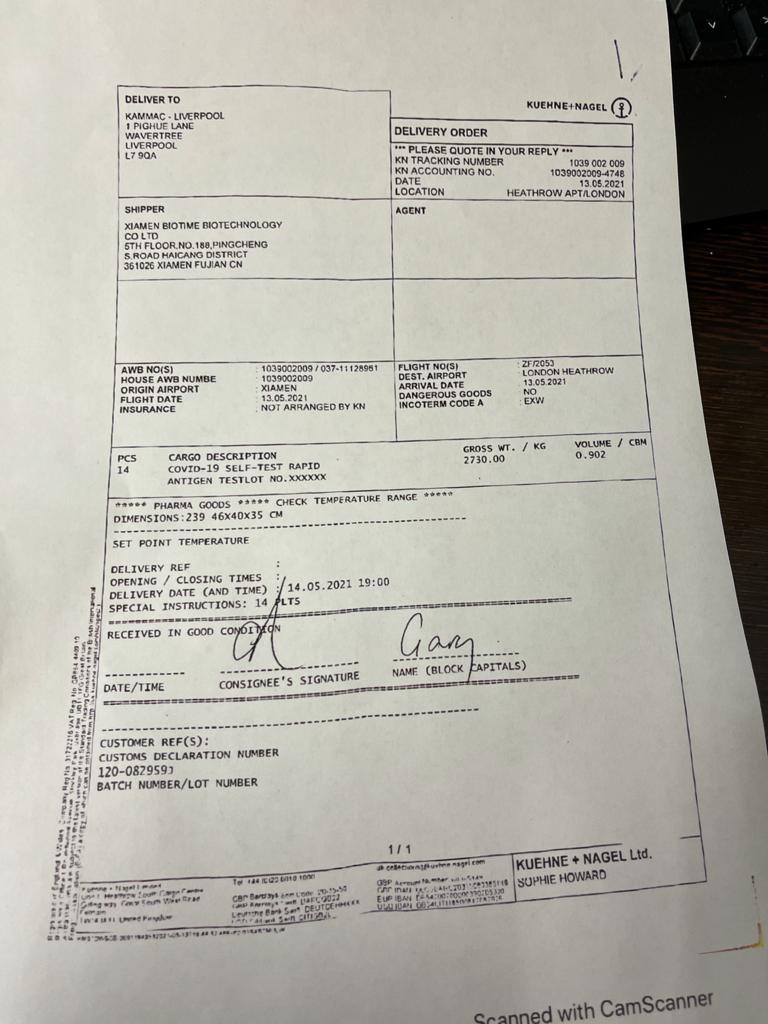 KUEHNE+NAGEL
DELIVER TO
KAMMAC - LIVERPOOL
1 PIGHUE LANE
WAVERTREE
LIVERPOOL
L7 9QA
DELIVERY ORDER
*** PLEASE QUOTE IN YOUR REPLY ***
KN TRACKING NUMBER 1039 002 009
KN ACCOUNTING NO. 1039002009-4748
DATE 13.05.2021
LOCATION HEATHROW APT/LONDON
SHIPPER
XIAMEN BIOTIME BIOTECHNOLOGY
CO LTD
5TH FLOOR,NO.188,PINGCHENG
S.ROAD HAICANG DISTRICT
361026 XIAMEN FUJIAN CN
AGENT
AWB NO(S) : 1039002009 / 037-11128961
HOUSE AWB NUMBE : 1039002009
ORIGIN AIRPORT : XIAMEN
FLIGHT DATE : 13.05.2021
INSURANCE : NOT ARRANGED BY KN
FLIGHT NO(S) : ZF/2053
DEST. AIRPORT : LONDON HEATHROW
ARRIVAL DATE : 13.05.2021
DANGEROUS GOODS : NO
INCOTERM CODE A : EXW
PCS CARGO DESCRIPTION GROSS WT. / KG VOLUME / CBM
14 COVID-19 SELF-TEST RAPID 2730.00 0.902
ANTIGEN TESTLOT NO.XXXXXX
***** PHARMA GOODS ***** CHECK TEMPERATURE RANGE *****
DIMENSIONS:239 46X40X35 CM
SET POINT TEMPERATURE
DELIVERY REF :
OPENING / CLOSING TIMES :
DELIVERY DATE (AND TIME) : 14.05.2021 19:00
SPECIAL INSTRUCTIONS: 14 PLTS
RECEIVED IN GOOD CONDITION
Gary
DATE/TIME CONSIGNEE'S SIGNATURE NAME (BLOCK CAPITALS)
CUSTOMER REF(S):
CUSTOMS DECLARATION NUMBER
120-082959J
BATCH NUMBER/LOT NUMBER
1 / 1
KUEHNE + NAGEL Ltd.
SOPHIE HOWARD
Scanned with CamScanner